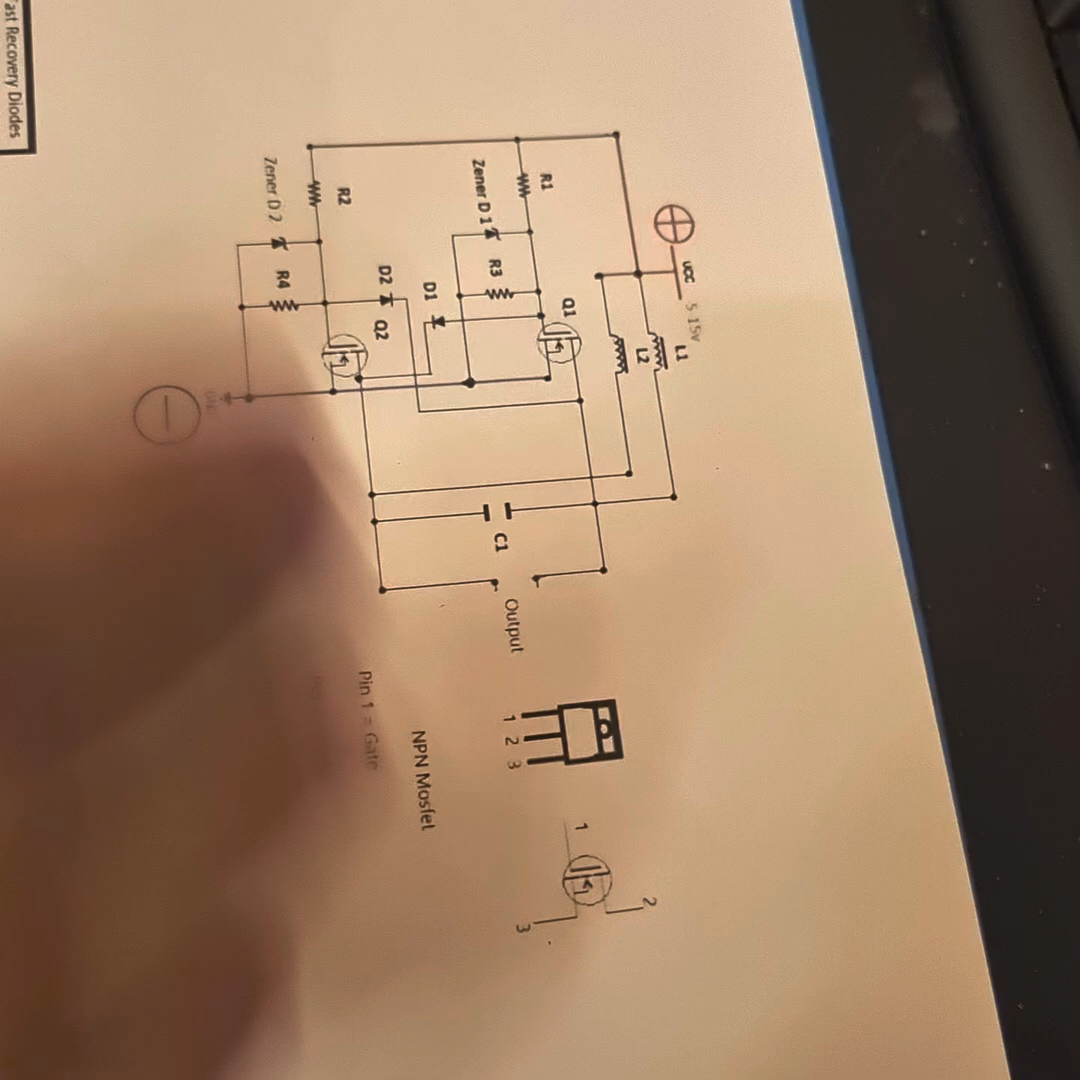 ast Recovery Diodes
UCC
5-15v
L1
L2
R1
Zener D 1
R3
Q1
D1
D2
Q2
R2
Zener D 2
R4
C1
Output
1 2 3
NPN Mosfet
Pin 1 = Gate
1
2
3